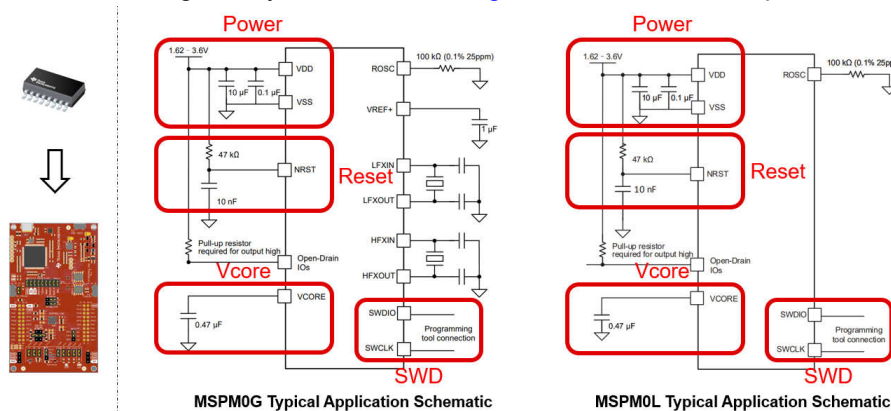 Power
1.62 - 3.6V
VDD
10 µF
0.1 µF
VSS
47 kΩ
NRST
Reset
10 nF
Pull-up resistor
required for output high
Open-Drain
IOs
Vcore
VCORE
0.47 µF
ROSC
100 kΩ (0.1% 25ppm)
VREF+
1 µF
LFXIN
LFXOUT
HFXIN
HFXOUT
SWDIO
Programming
tool connection
SWCLK
SWD
MSPM0G Typical Application Schematic
Power
1.62 - 3.6V
VDD
10 µF
0.1 µF
VSS
47 kΩ
NRST
Reset
10 nF
Pull-up resistor
required for output high
Open-Drain
IOs
Vcore
VCORE
0.47 µF
ROSC
100 kΩ (0.1% 25ppm)
SWDIO
Programming
tool connection
SWCLK
SWD
MSPM0L Typical Application Schematic